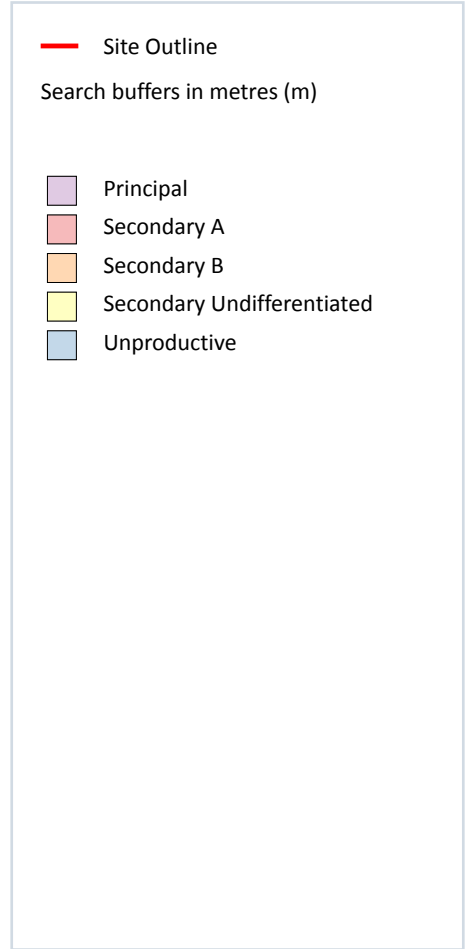 Site Outline
Search buffers in metres (m)
Principal
Secondary A
Secondary B
Secondary Undifferentiated
Unproductive